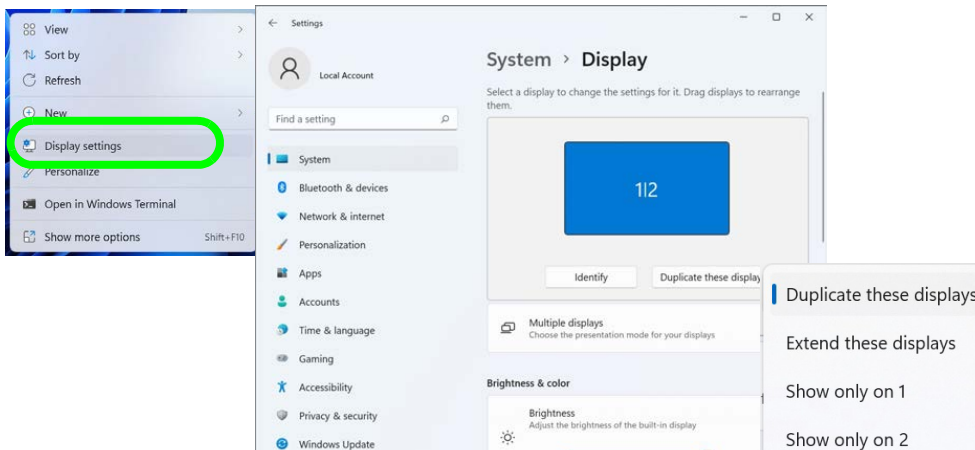 View
Sort by
Refresh
New
Display settings
Personalize
Open in Windows Terminal
Show more options Shift+F10
Settings
Local Account
Find a setting
System
Bluetooth & devices
Network & internet
Personalization
Apps
Accounts
Time & language
Gaming
Accessibility
Privacy & security
Windows Update
System > Display
Select a display to change the settings for it. Drag displays to rearrange
them.
1|2
Identify
Duplicate these display
Multiple displays
Choose the presentation mode for your displays
Brightness & color
Brightness
Adjust the brightness of the built-in display
Duplicate these displays
Extend these displays
Show only on 1
Show only on 2